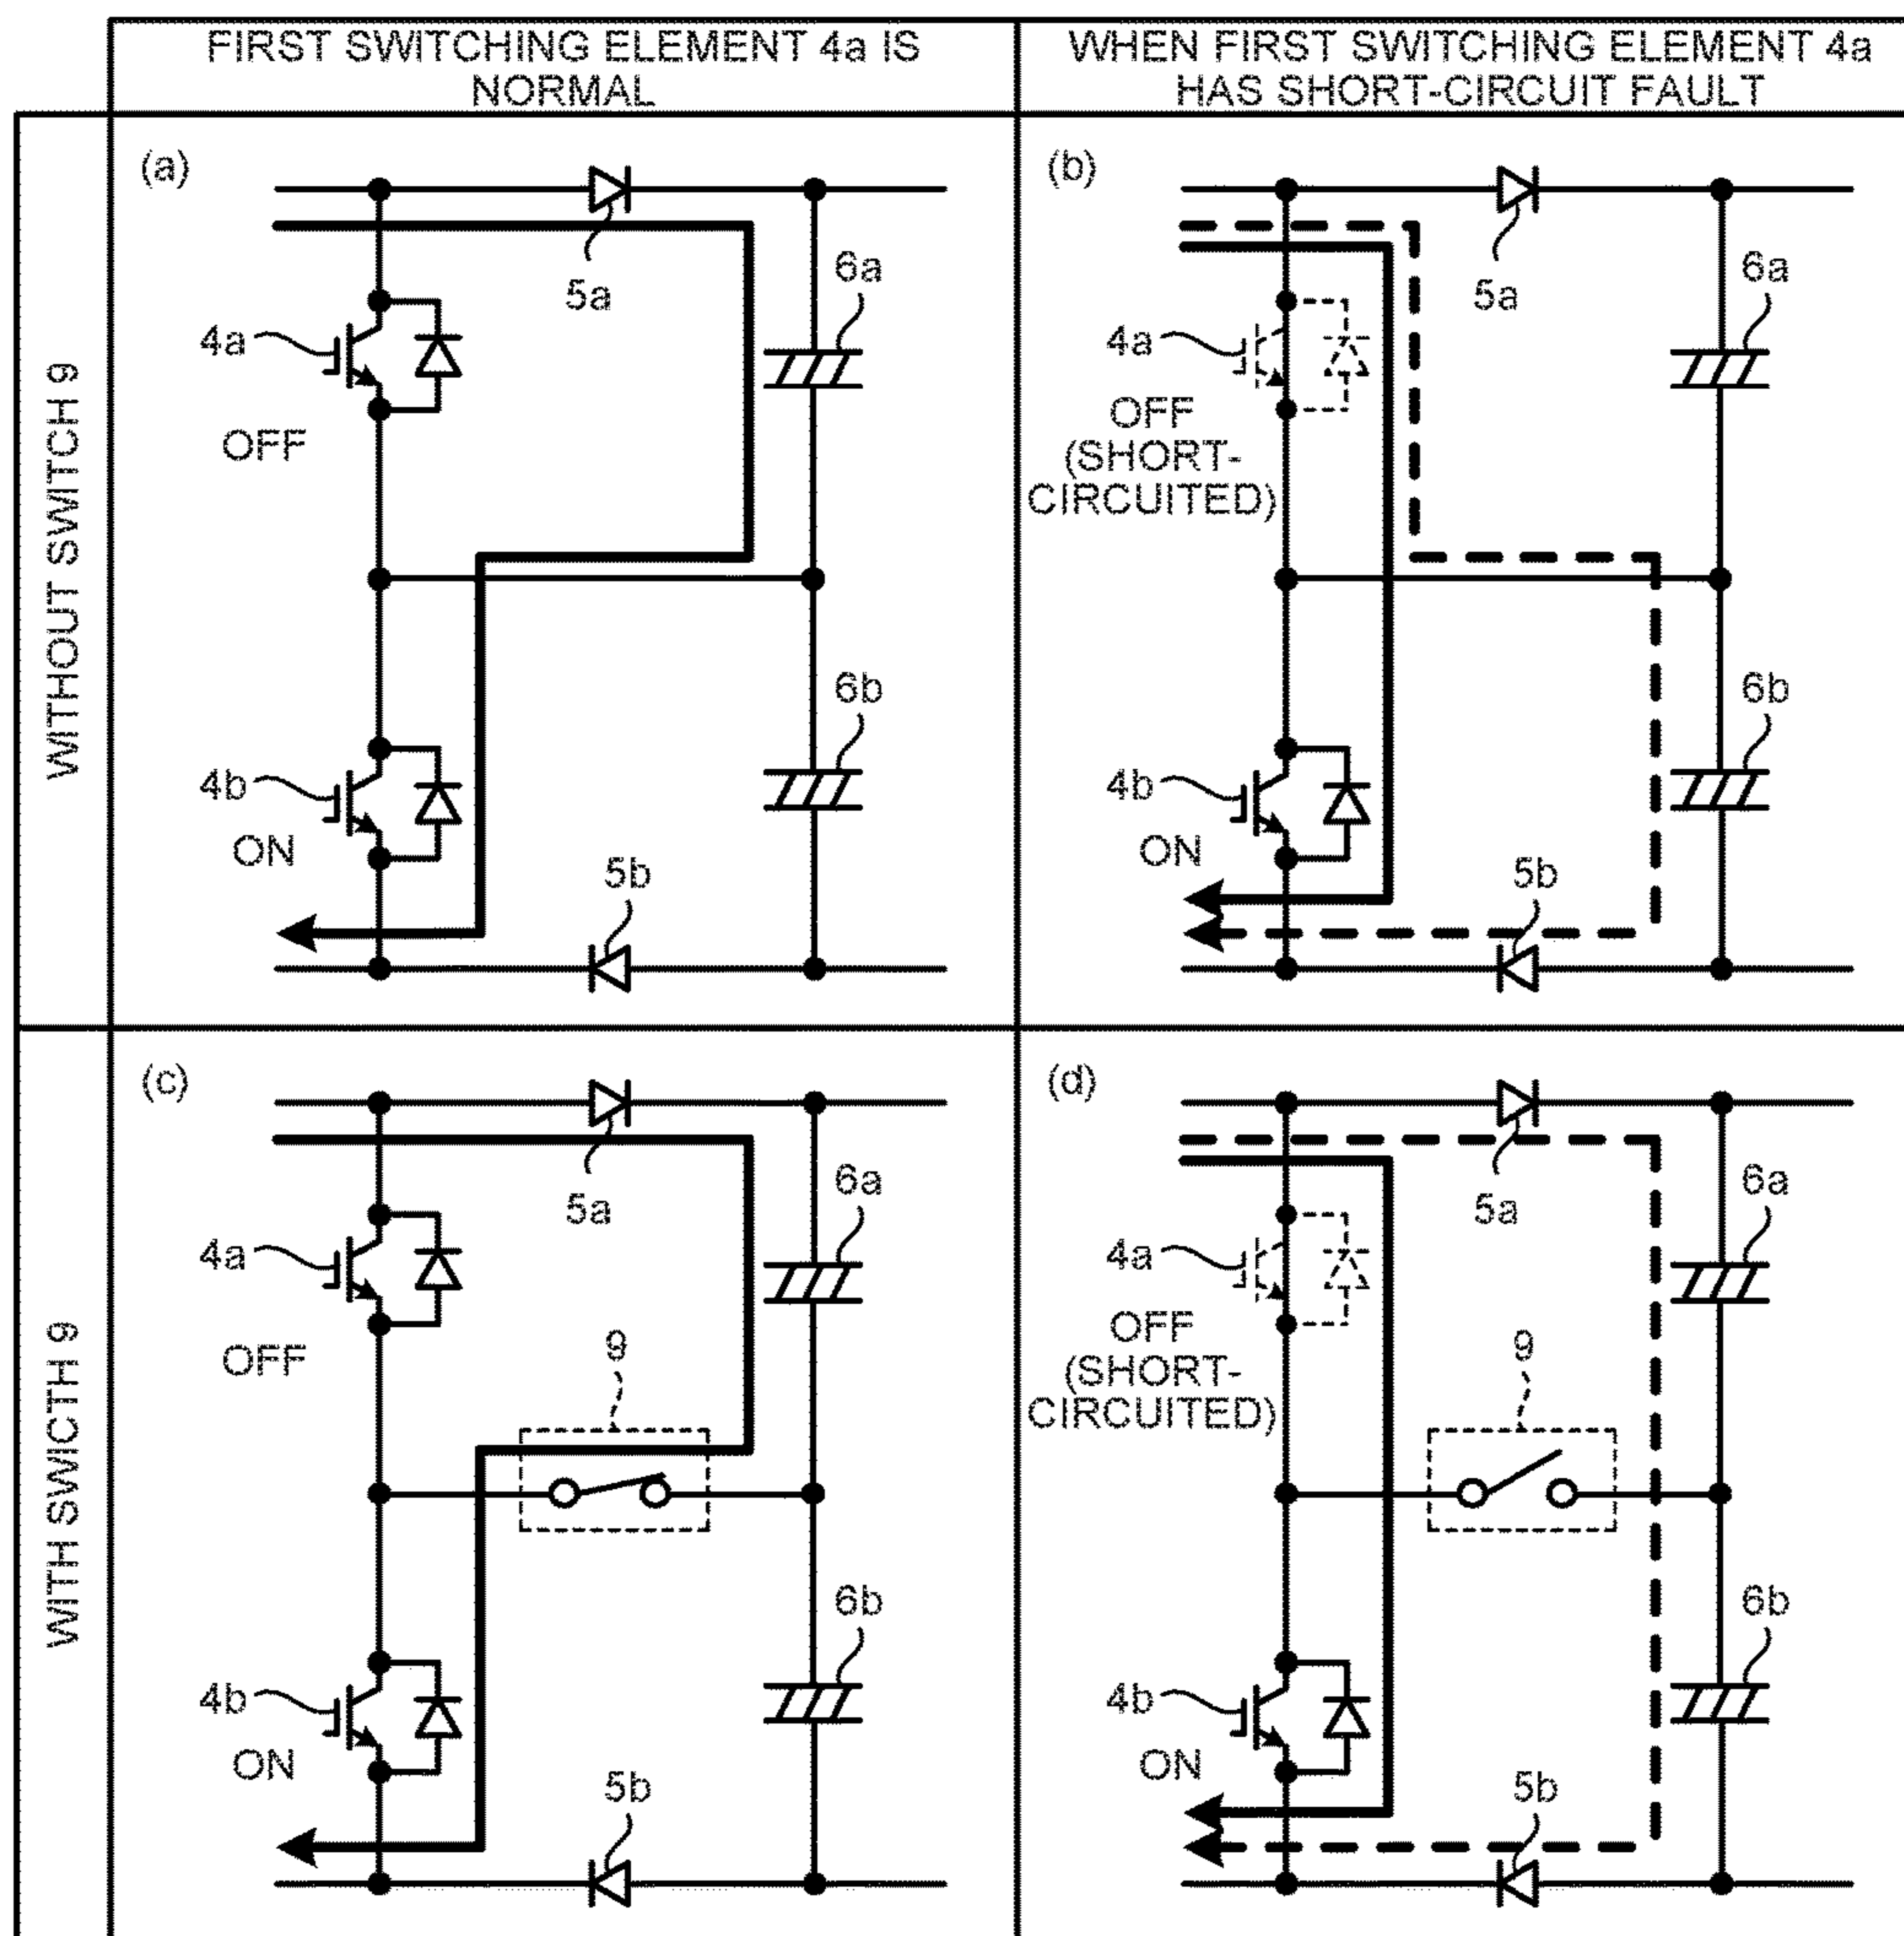 FIRST SWITCHING ELEMENT 4a IS
NORMAL
WHEN FIRST SWITCHING ELEMENT 4a
HAS SHORT-CIRCUIT FAULT
WITHOUT SWITCH 9
(a)
5a
6a
4a
OFF
6b
4b
ON
5b
(b)
5a
6a
4a
OFF
(SHORT-
CIRCUITED)
6b
4b
ON
5b
WITH SWICTH 9
(c)
5a
6a
4a
OFF
9
6b
4b
ON
5b
(d)
5a
6a
4a
OFF
(SHORT-
CIRCUITED)
9
6b
4b
ON
5b